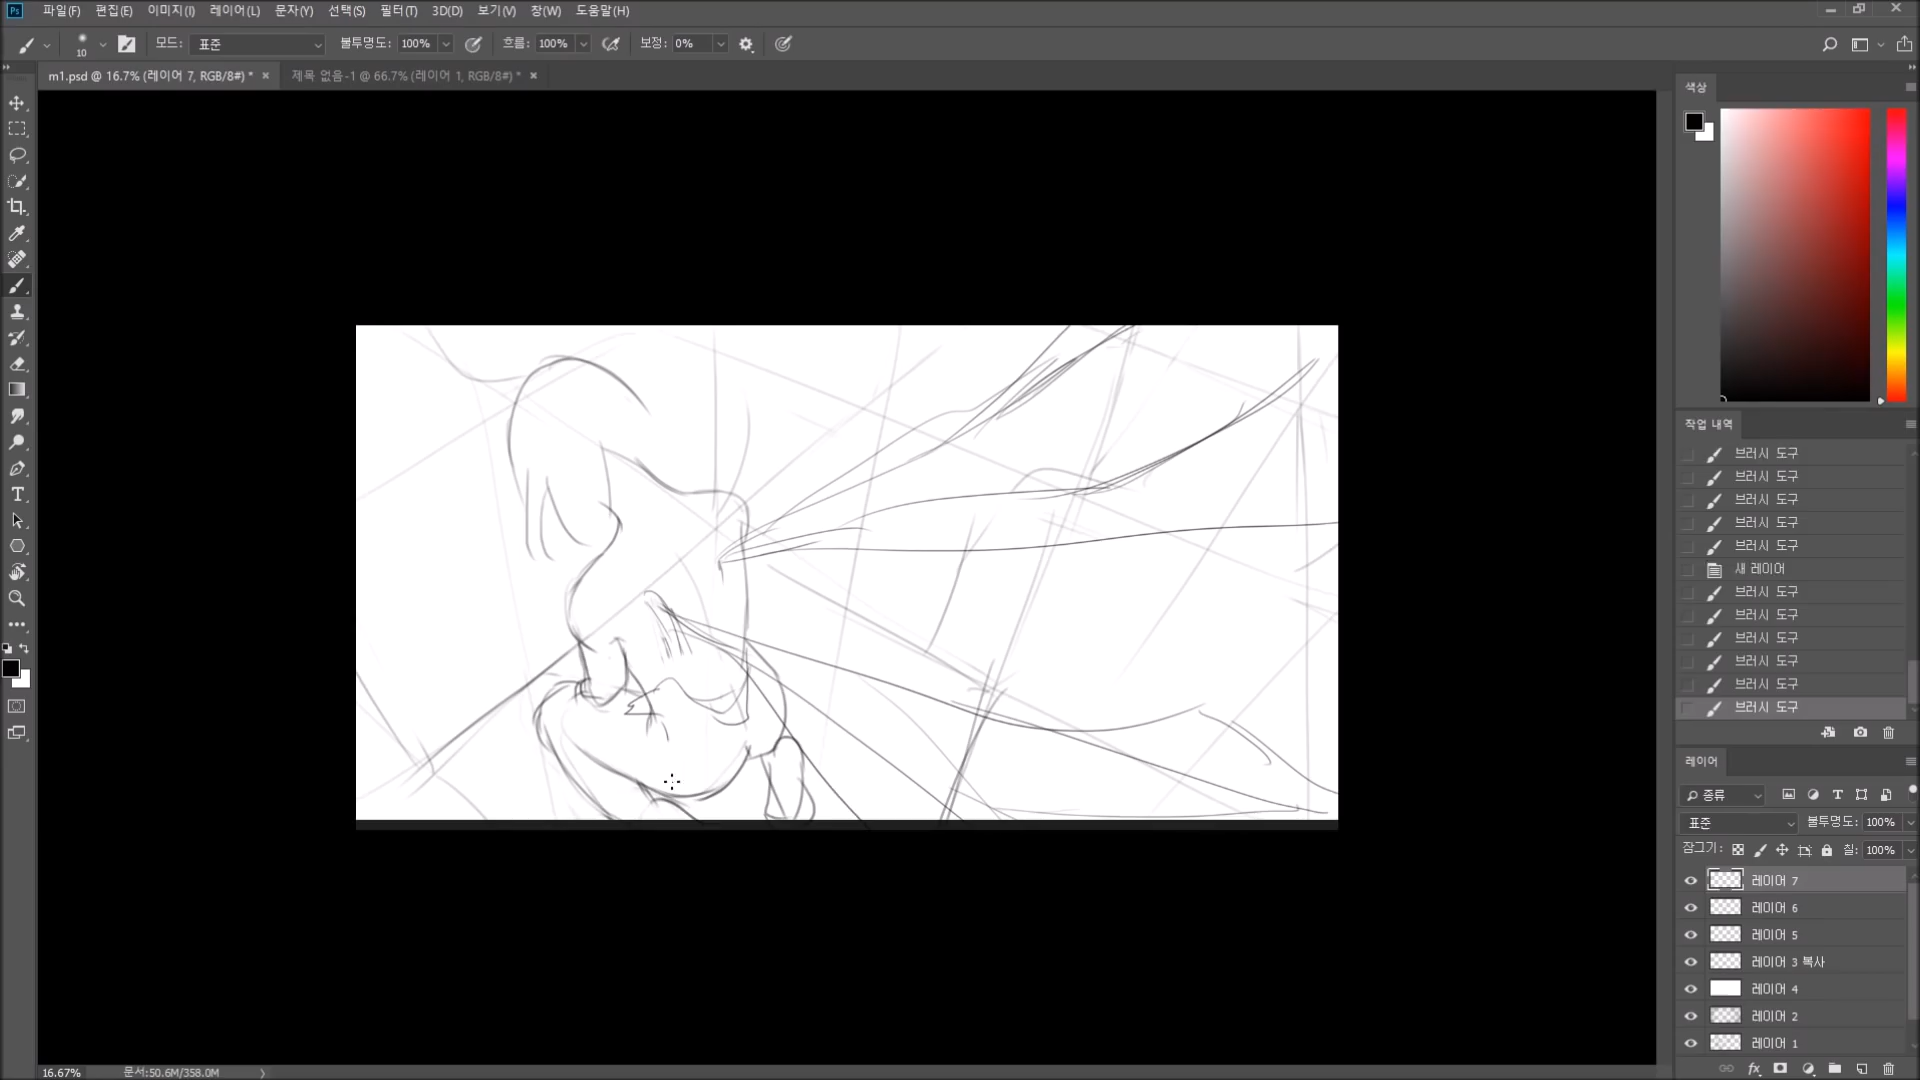 Ps 파일(F) 편집(E) 이미지(I) 레이어(L) 문자(Y) 선택(S) 필터(T) 3D(D) 보기(V) 창(W) 도움말(H)
10 모드: 표준 불투명도: 100% 흐름: 100% 보정: 0%
m1.psd @ 16.7% (레이어 7, RGB/8#) * 제목 없음-1 @ 66.7% (레이어 1, RGB/8#) *
색상
작업 내역
브러시 도구
브러시 도구
브러시 도구
브러시 도구
브러시 도구
새 레이어
브러시 도구
브러시 도구
브러시 도구
브러시 도구
브러시 도구
브러시 도구
레이어
종류
표준 불투명도: 100%
잠그기: 칠: 100%
레이어 7
레이어 6
레이어 5
레이어 3 복사
레이어 4
레이어 2
레이어 1
fx
16.67% 문서:50.6M/358.0M